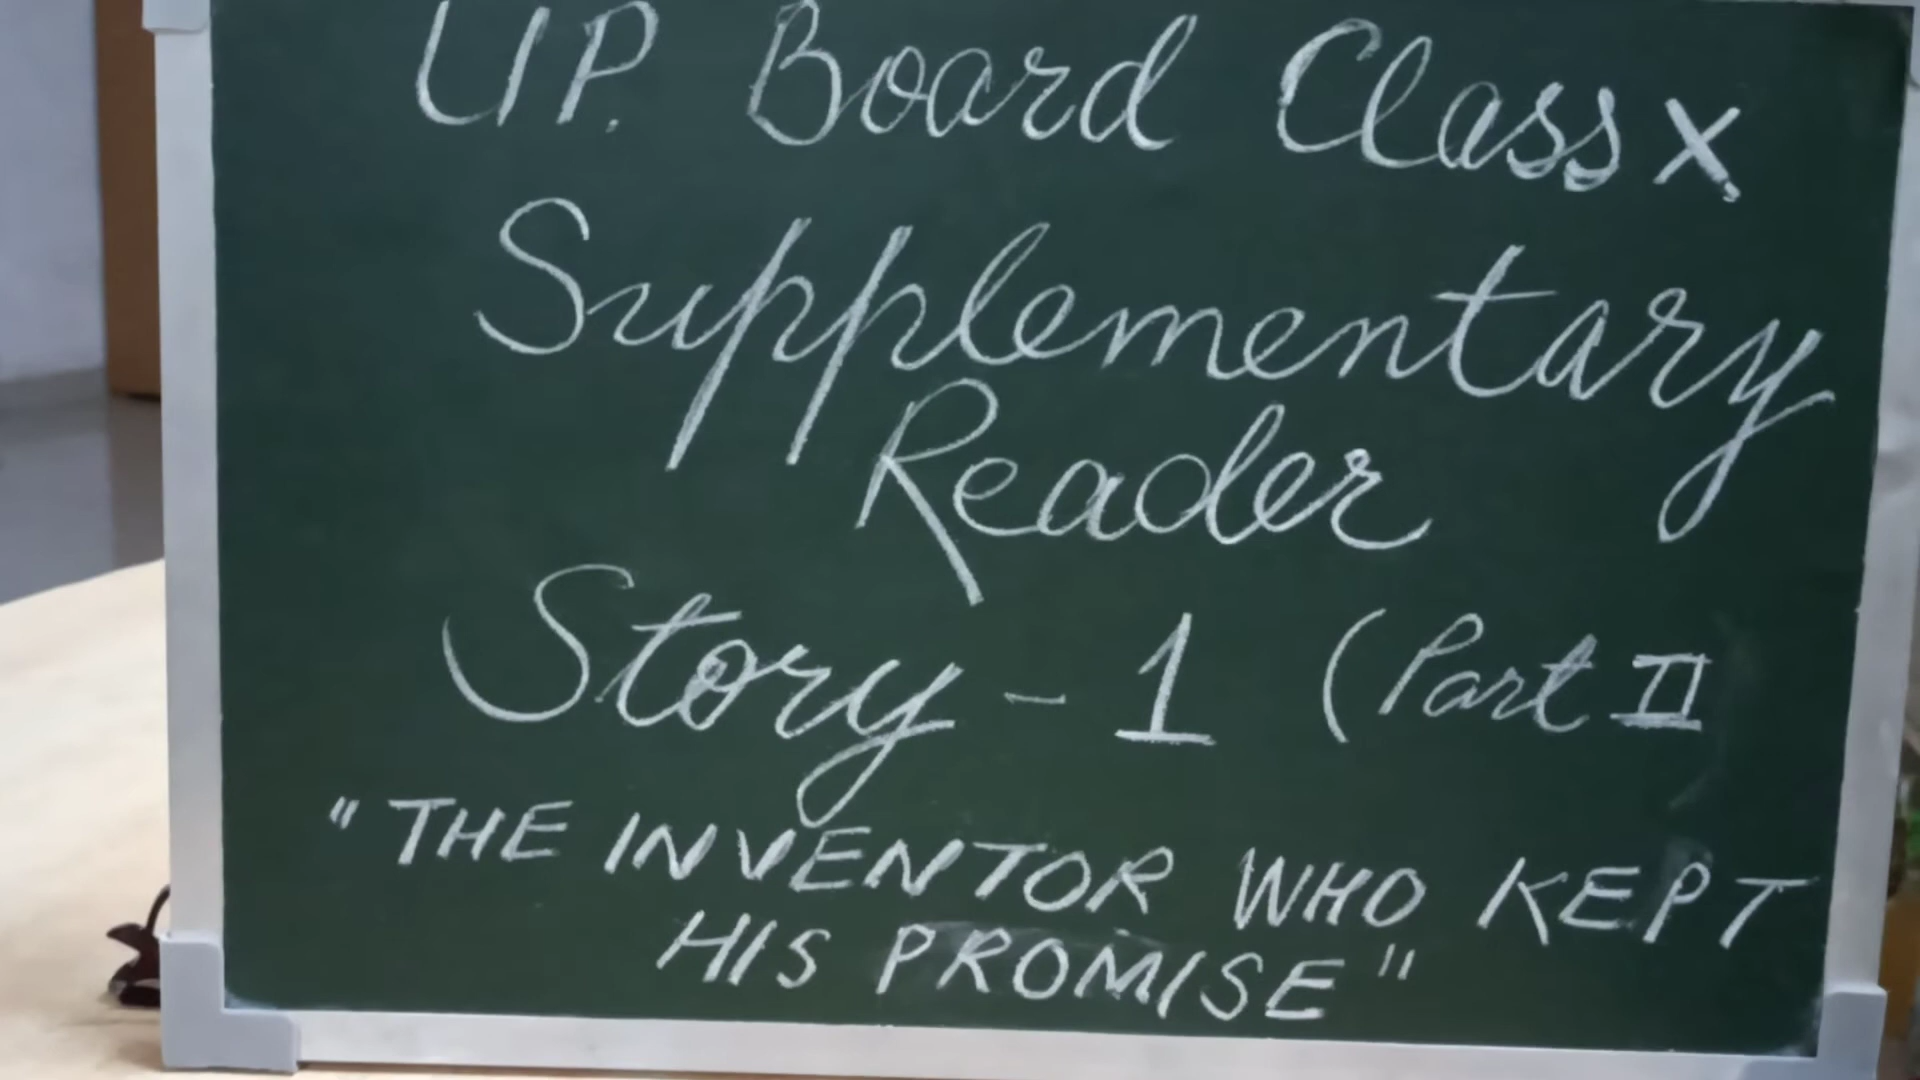 U.P. Board Class X
Supplementary
Reader
Story - 1 (Part II
"THE INVENTOR WHO KEPT
HIS PROMISE"